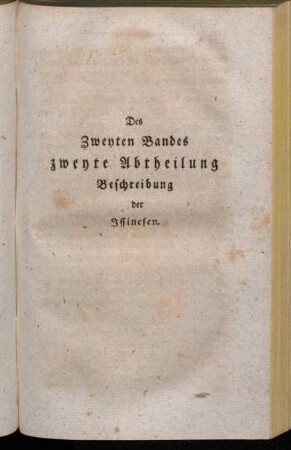 Des
Zweyten Bandes
zweyte Abtheilung
Beschreibung
der
Issinesen.